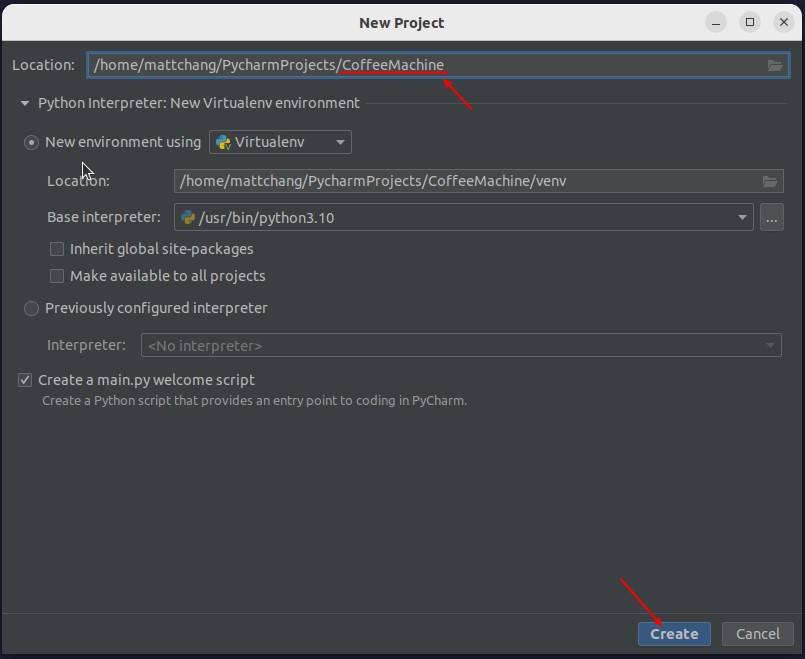 New Project
Location: /home/mattchang/PycharmProjects/CoffeeMachine
Python Interpreter: New Virtualenv environment
New environment using Virtualenv
Location: /home/mattchang/PycharmProjects/CoffeeMachine/venv
Base interpreter: /usr/bin/python3.10 ...
Inherit global site-packages
Make available to all projects
Previously configured interpreter
Interpreter: <No interpreter>
Create a main.py welcome script
Create a Python script that provides an entry point to coding in PyCharm.
Create Cancel